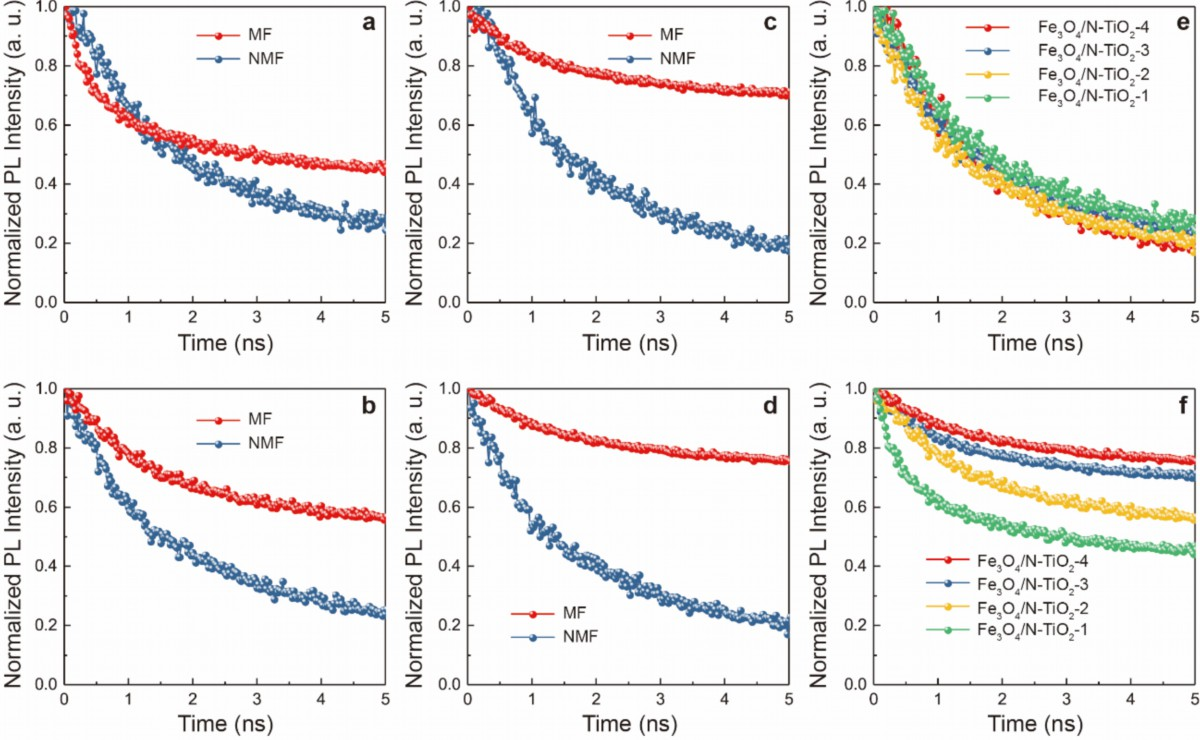 a
MF
NMF
Normalized PL Intensity (a. u.)
1.0
0.8
0.6
0.4
0.2
0.0
0 1 2 3 4 5
Time (ns)
c
MF
NMF
Normalized PL Intensity (a. u.)
1.0
0.8
0.6
0.4
0.2
0.0
0 1 2 3 4 5
Time (ns)
e
Fe₃O₄/N-TiO₂-4
Fe₃O₄/N-TiO₂-3
Fe₃O₄/N-TiO₂-2
Fe₃O₄/N-TiO₂-1
Normalized PL Intensity (a. u.)
1.0
0.8
0.6
0.4
0.2
0.0
0 1 2 3 4 5
Time (ns)
b
MF
NMF
Normalized PL Intensity (a. u.)
1.0
0.8
0.6
0.4
0.2
0.0
0 1 2 3 4 5
Time (ns)
d
MF
NMF
Normalized PL Intensity (a. u.)
1.0
0.8
0.6
0.4
0.2
0.0
0 1 2 3 4 5
Time (ns)
f
Fe₃O₄/N-TiO₂-4
Fe₃O₄/N-TiO₂-3
Fe₃O₄/N-TiO₂-2
Fe₃O₄/N-TiO₂-1
Normalized PL Intensity (a. u.)
1.0
0.8
0.6
0.4
0.2
0.0
0 1 2 3 4 5
Time (ns)